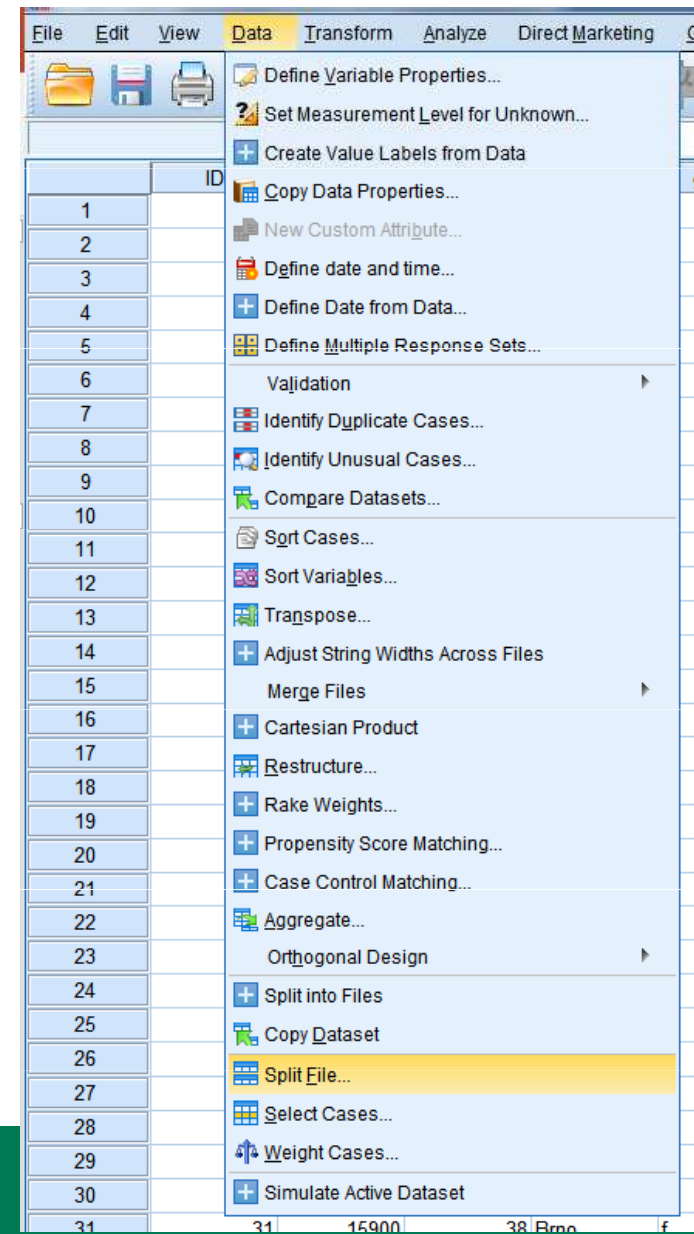 File Edit View Data Transform Analyze Direct Marketing
Define Variable Properties...
Set Measurement Level for Unknown...
Create Value Labels from Data
ID
Copy Data Properties...
1
New Custom Attribute...
2
Define date and time...
3
Define Date from Data...
4
Define Multiple Response Sets...
5
Validation
6
Identify Duplicate Cases...
7
Identify Unusual Cases...
8
9
Compare Datasets...
10
Sort Cases...
11
Sort Variables...
12
Transpose...
13
Adjust String Widths Across Files
14
Merge Files
15
Cartesian Product
16
Restructure...
17
18
Rake Weights...
19
Propensity Score Matching...
20
Case Control Matching...
21
Aggregate...
22
Orthogonal Design
23
Split into Files
24
Copy Dataset
25
26
Split File...
27
Select Cases...
28
Weight Cases...
29
Simulate Active Dataset
30
31 31 15900 38 Brno f